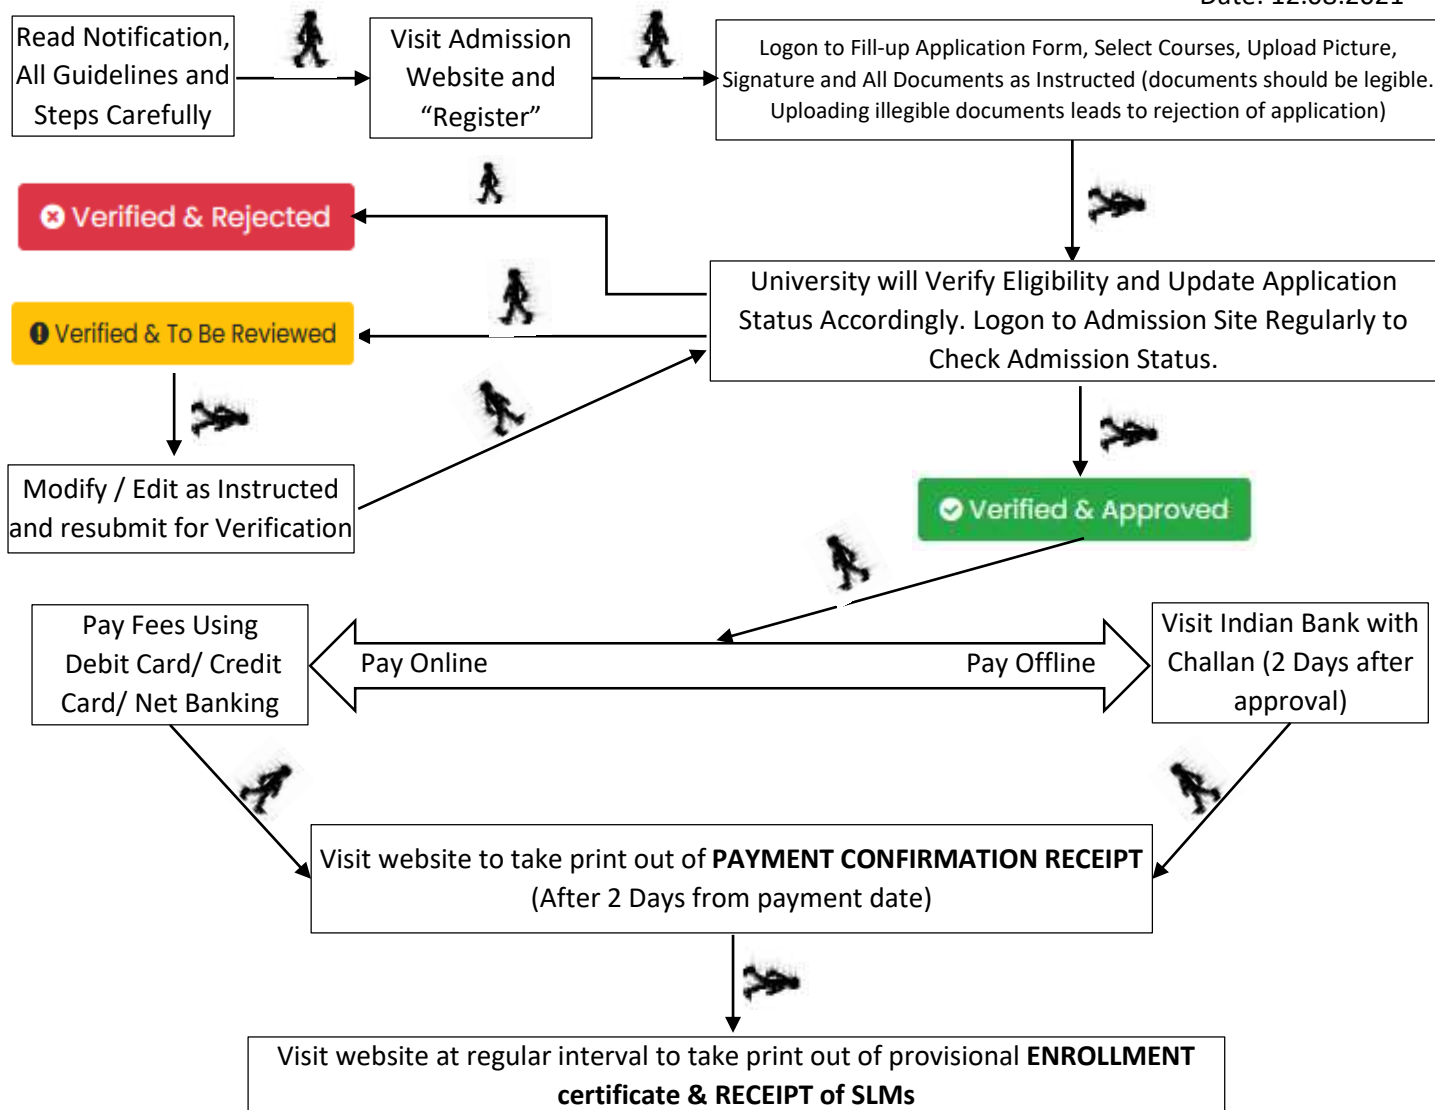 Read Notification,
All Guidelines and
Steps Carefully
Visit Admission
Website and
“Register”
Logon to Fill-up Application Form, Select Courses, Upload Picture,
Signature and All Documents as Instructed (documents should be legible.
Uploading illegible documents leads to rejection of application)
Verified & Rejected
Verified & To Be Reviewed
University will Verify Eligibility and Update Application
Status Accordingly. Logon to Admission Site Regularly to
Check Admission Status.
Modify / Edit as Instructed
and resubmit for Verification
Verified & Approved
Pay Fees Using
Debit Card/ Credit
Card/ Net Banking
Pay Online
Pay Offline
Visit Indian Bank with
Challan (2 Days after
approval)
Visit website to take print out of PAYMENT CONFIRMATION RECEIPT
(After 2 Days from payment date)
Visit website at regular interval to take print out of provisional ENROLLMENT
certificate & RECEIPT of SLMs